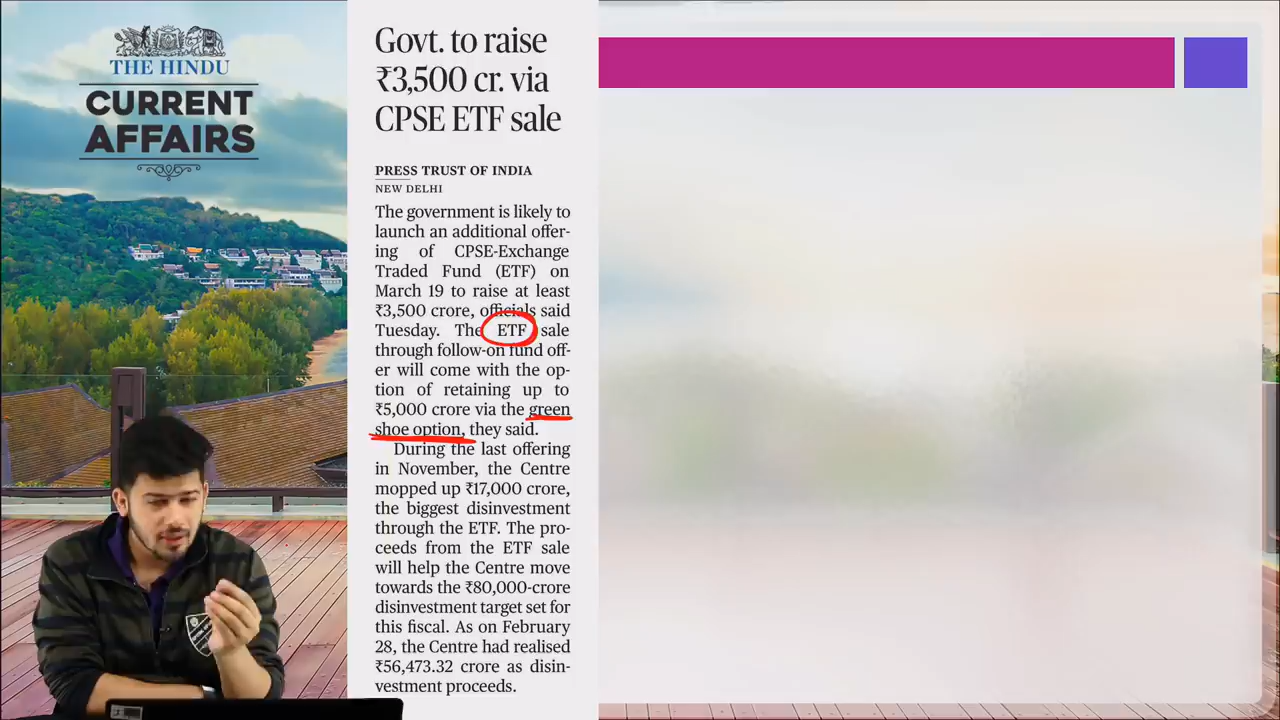 THE HINDU
CURRENT
AFFAIRS
Govt. to raise
₹3,500 cr. via
CPSE ETF sale
PRESS TRUST OF INDIA
NEW DELHI
The government is likely to
launch an additional offer-
ing of CPSE-Exchange
Traded Fund (ETF) on
March 19 to raise at least
₹3,500 crore, officials said
Tuesday. The ETF sale
through follow-on fund off-
er will come with the op-
tion of retaining up to
₹5,000 crore via the green
shoe option, they said.
During the last offering
in November, the Centre
mopped up ₹17,000 crore,
the biggest disinvestment
through the ETF. The pro-
ceeds from the ETF sale
will help the Centre move
towards the ₹80,000-crore
disinvestment target set for
this fiscal. As on February
28, the Centre had realised
₹56,473.32 crore as disin-
vestment proceeds.